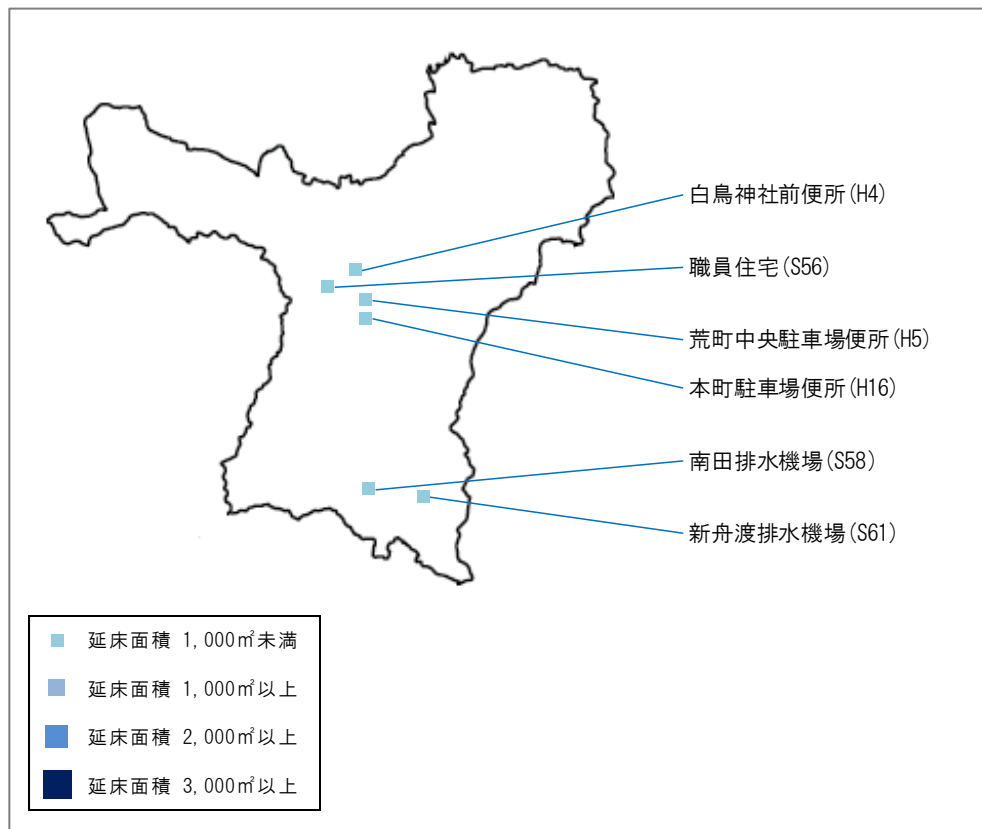 白鳥神社前便所(H4)
職員住宅(S56)
荒町中央駐車場便所(H5)
本町駐車場便所(H16)
南田排水機場(S58)
新舟渡排水機場(S61)
延床面積 1,000㎡未満
延床面積 1,000㎡以上
延床面積 2,000㎡以上
延床面積 3,000㎡以上